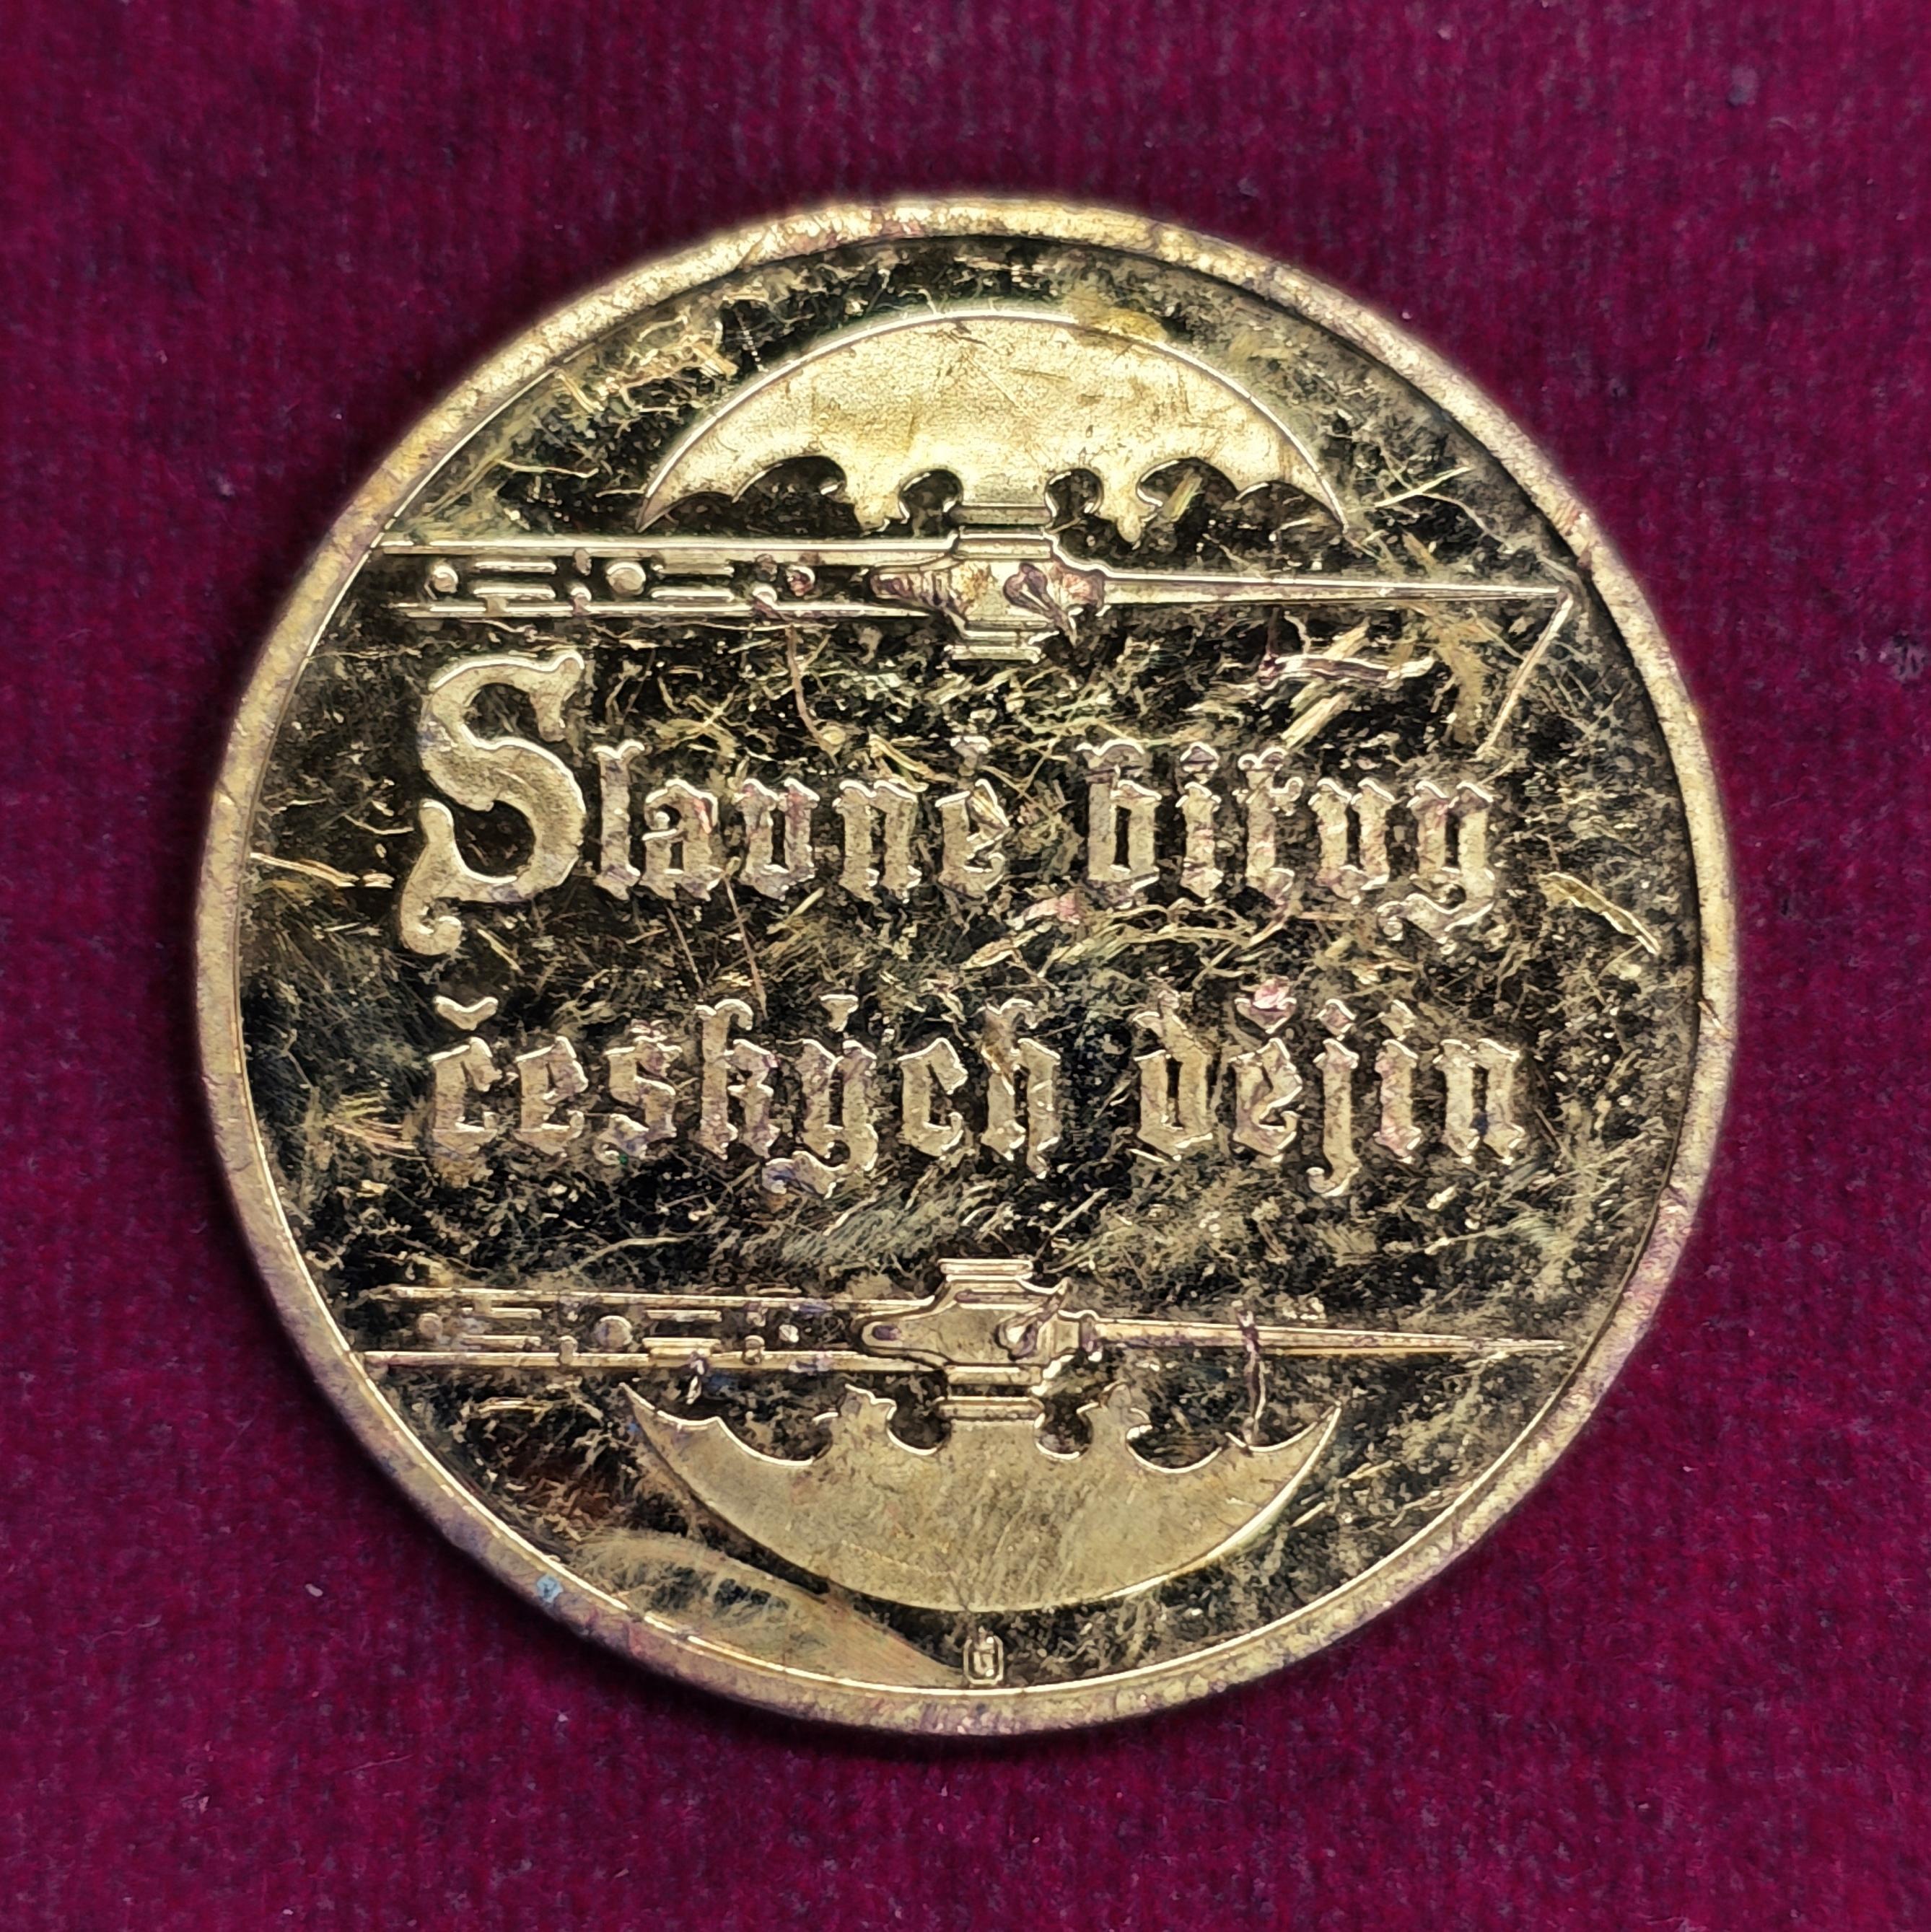 Slavné bitvy
českých dějin